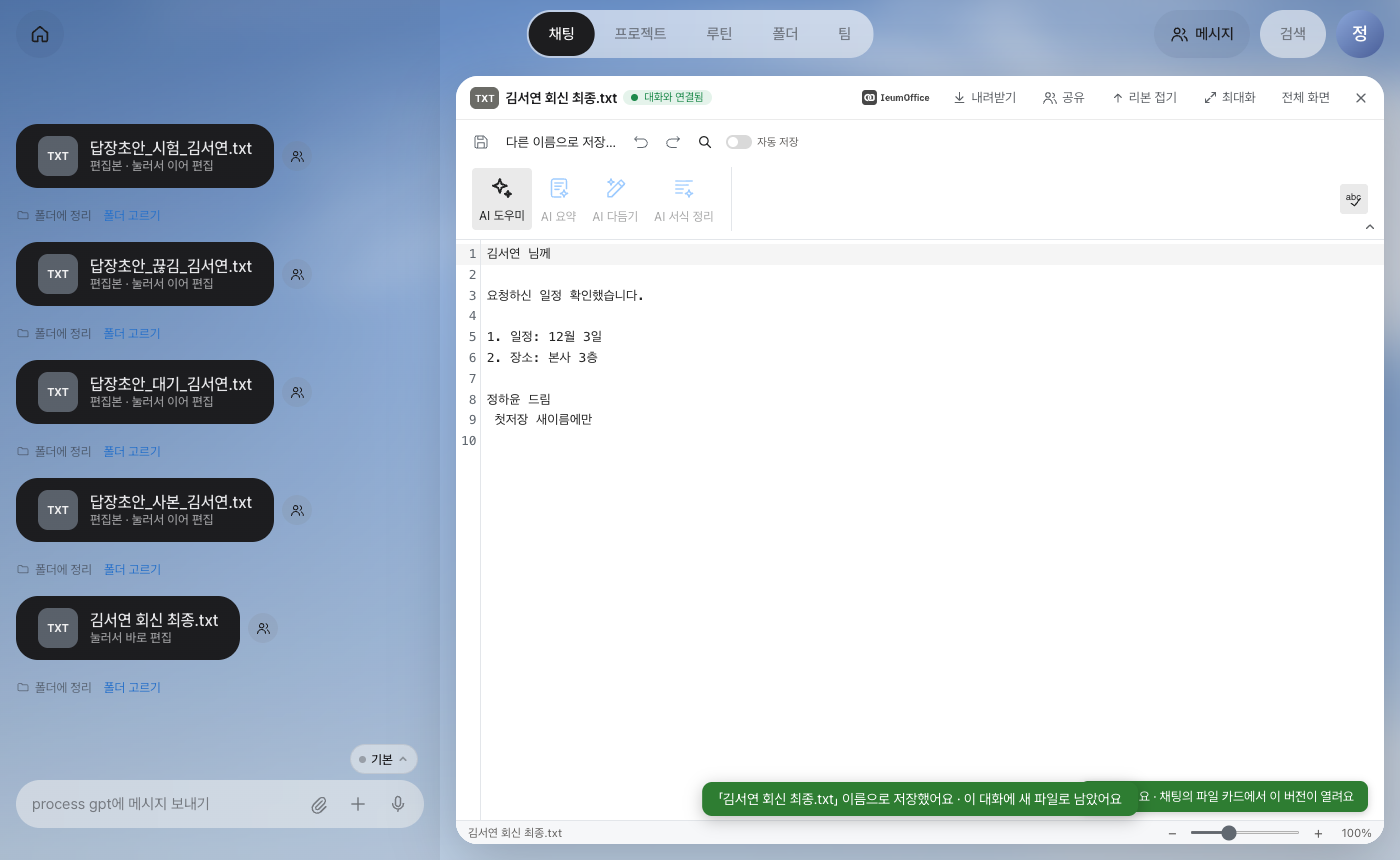 채팅
프로젝트
루틴
폴더
팀
메시지
검색
정
TXT
답장초안_시험_김서연.txt
편집본 · 눌러서 이어 편집
폴더에 정리 폴더 고르기
TXT
답장초안_끊김_김서연.txt
편집본 · 눌러서 이어 편집
폴더에 정리 폴더 고르기
TXT
답장초안_대기_김서연.txt
편집본 · 눌러서 이어 편집
폴더에 정리 폴더 고르기
TXT
답장초안_사본_김서연.txt
편집본 · 눌러서 이어 편집
폴더에 정리 폴더 고르기
TXT
김서연 회신 최종.txt
눌러서 바로 편집
폴더에 정리 폴더 고르기
기본
process gpt에 메시지 보내기
TXT 김서연 회신 최종.txt 대화와 연결됨
IeumOffice 내려받기 공유 리본 접기 최대화 전체 화면
다른 이름으로 저장... 자동 저장
AI 도우미 AI 요약 AI 다듬기 AI 서식 정리
abc
1 김서연 님께
2
3 요청하신 일정 확인했습니다.
4
5 1. 일정: 12월 3일
6 2. 장소: 본사 3층
7
8 정하윤 드림
9 첫저장 새이름에만
10
「김서연 회신 최종.txt」 이름으로 저장했어요 · 이 대화에 새 파일로 남았어요
요 · 채팅의 파일 카드에서 이 버전이 열려요
김서연 회신 최종.txt
100%